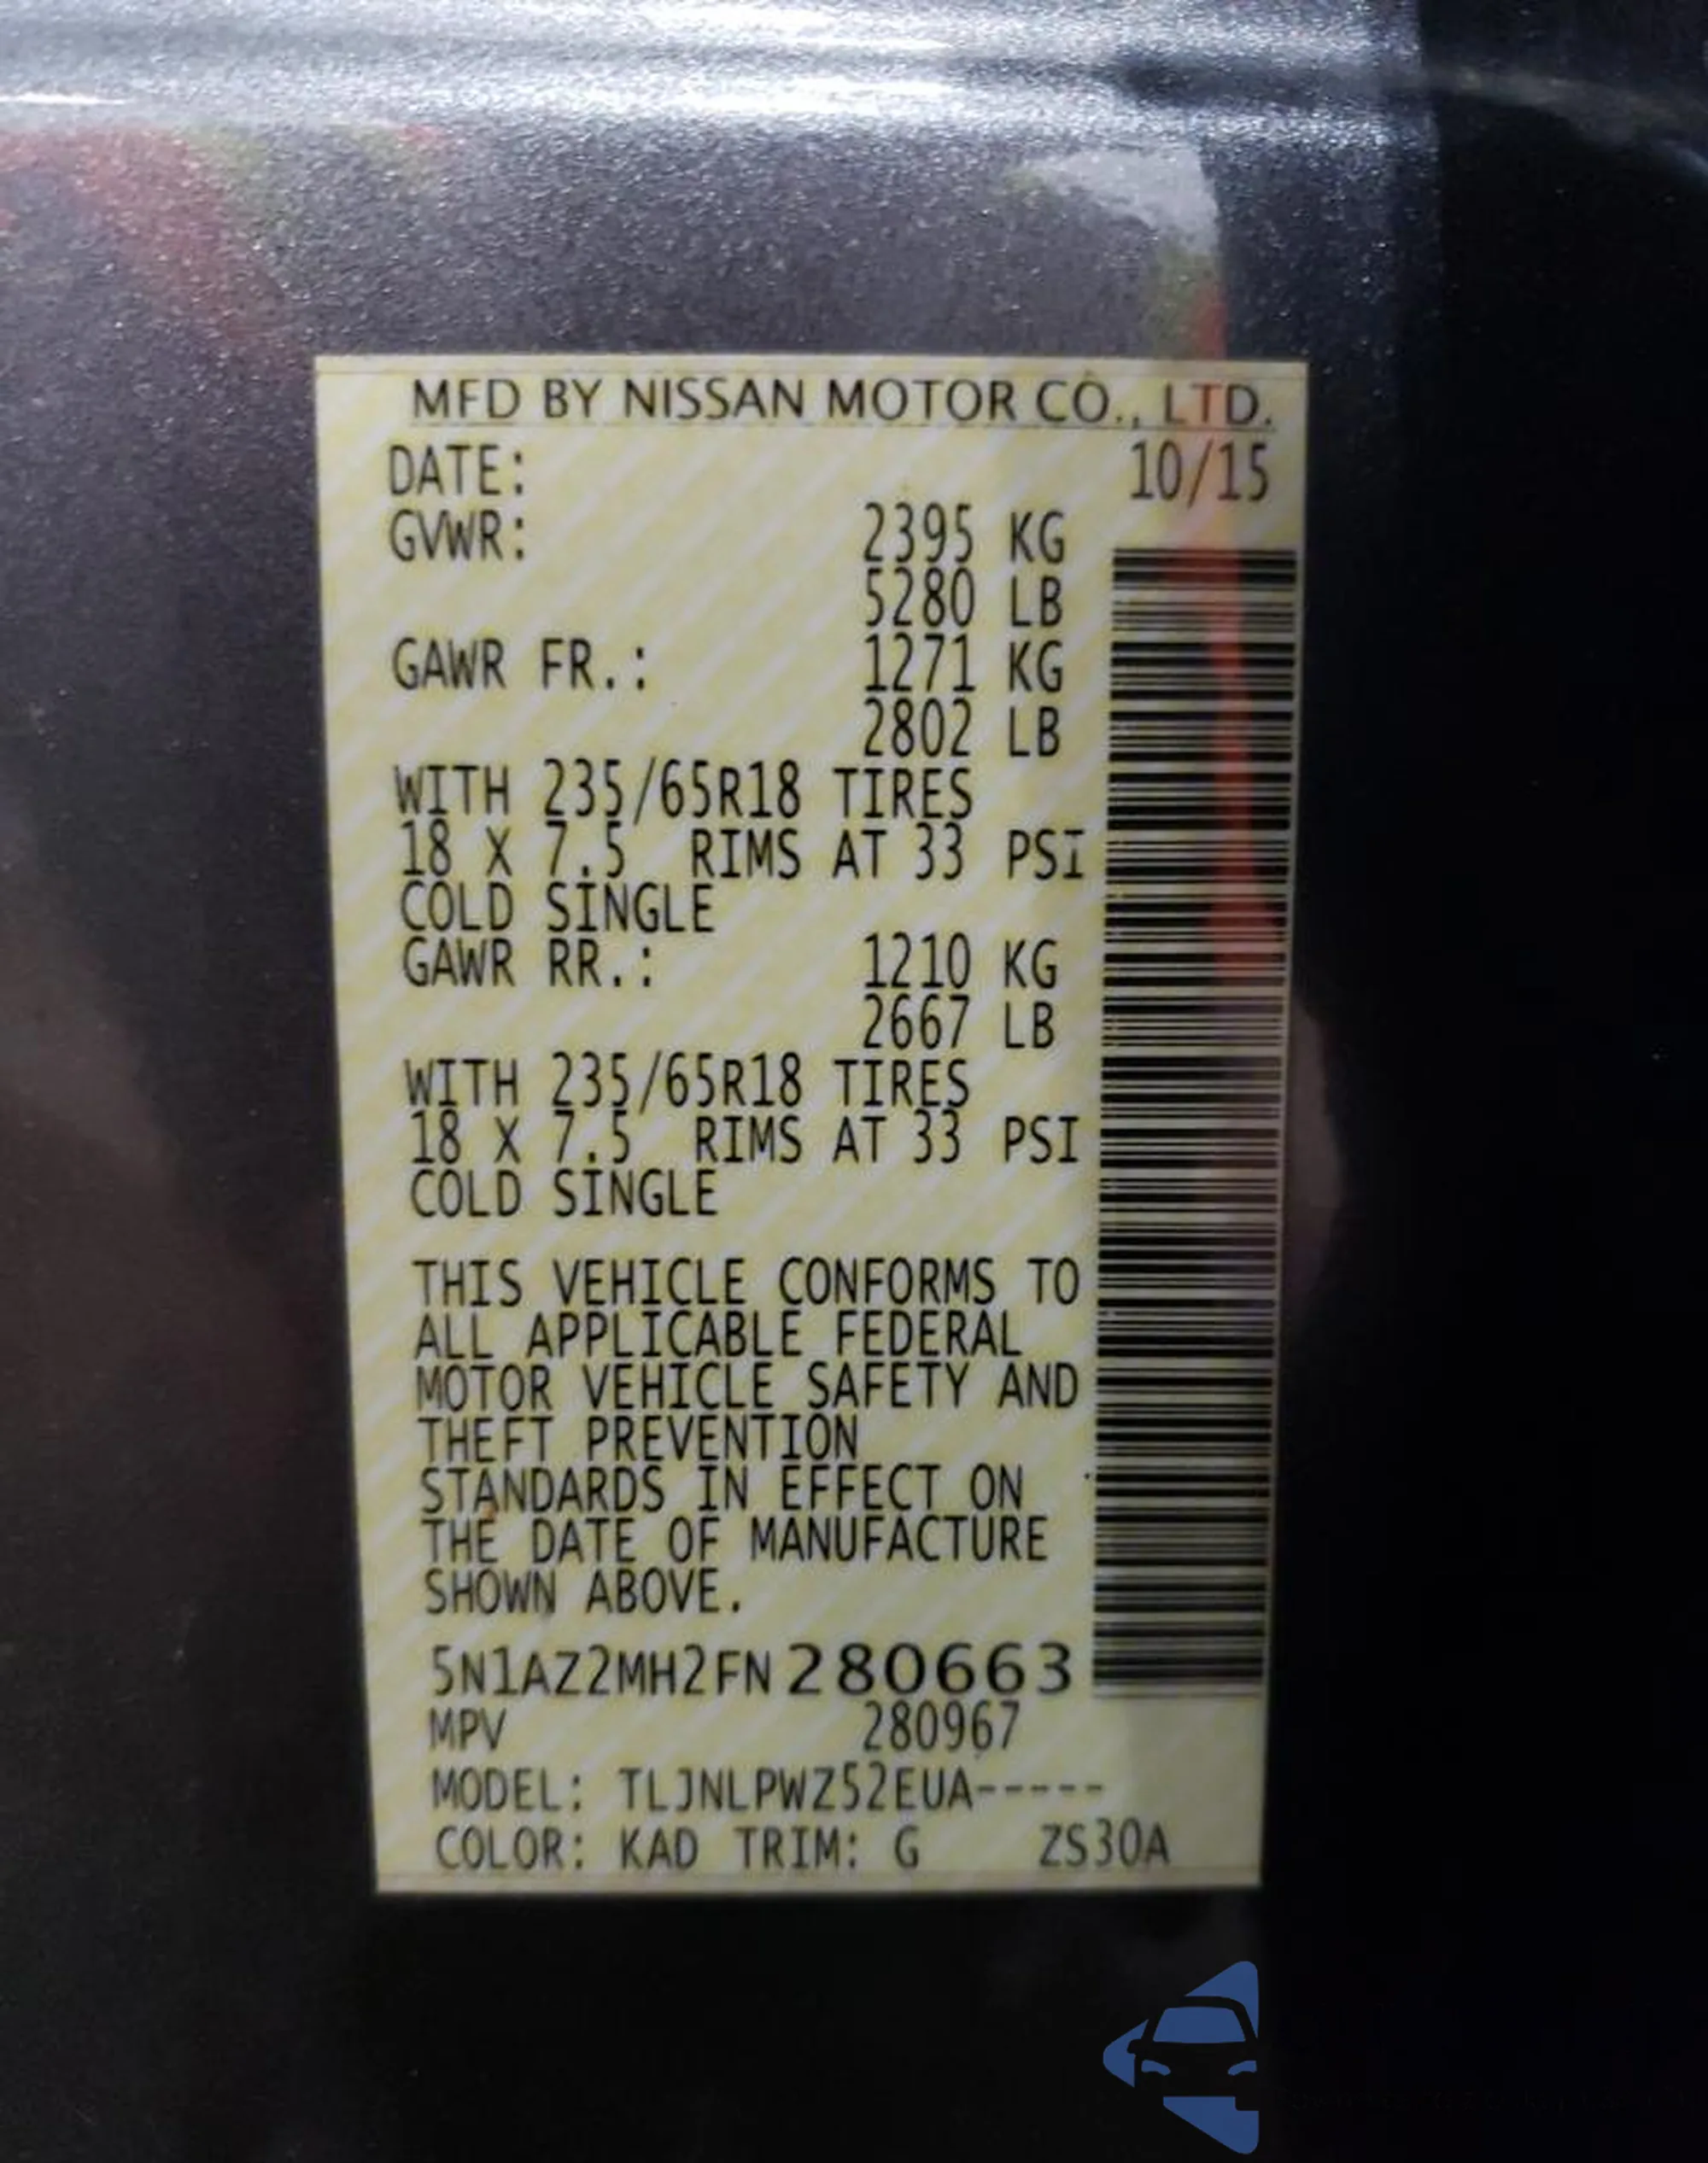 MFD BY NISSAN MOTOR CO., LTD.
DATE: 10/15
GVWR: 2395 KG
5280 LB
GAWR FR.: 1271 KG
2802 LB
WITH 235/65R18 TIRES
18 X 7.5 RIMS AT 33 PSI
COLD SINGLE
GAWR RR.: 1210 KG
2667 LB
WITH 235/65R18 TIRES
18 X 7.5 RIMS AT 33 PSI
COLD SINGLE
THIS VEHICLE CONFORMS TO
ALL APPLICABLE FEDERAL
MOTOR VEHICLE SAFETY AND
THEFT PREVENTION
STANDARDS IN EFFECT ON
THE DATE OF MANUFACTURE
SHOWN ABOVE.
5N1AZ2MH2FN280663
MPV 280967
MODEL: TLJNLPWZ52EUA-----
COLOR: KAD TRIM: G ZS30A